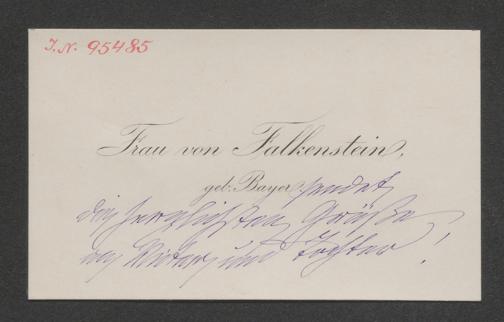 I.N. 95485
Frau von Falkenstein,
geb. Bayer sendet
die herzlichsten Grüße
an Mutter und Tochter!